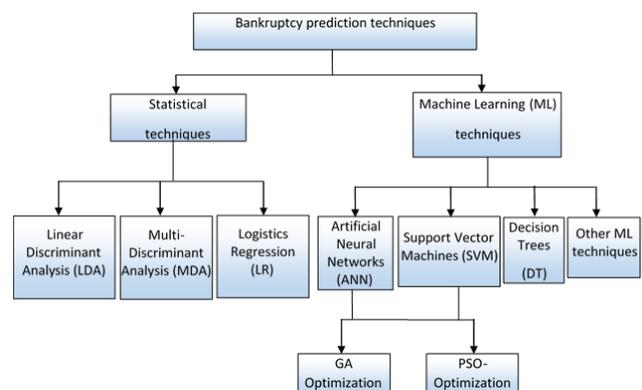 Bankruptcy prediction techniques
Statistical
techniques
Machine Learning (ML)
techniques
Linear
Discriminant
Analysis (LDA)
Multi-
Discriminant
Analysis (MDA)
Logistics
Regression
(LR)
Artificial
Neural
Networks
(ANN)
Support Vector
Machines (SVM)
Decision
Trees
(DT)
Other ML
techniques
GA
Optimization
PSO-
Optimization